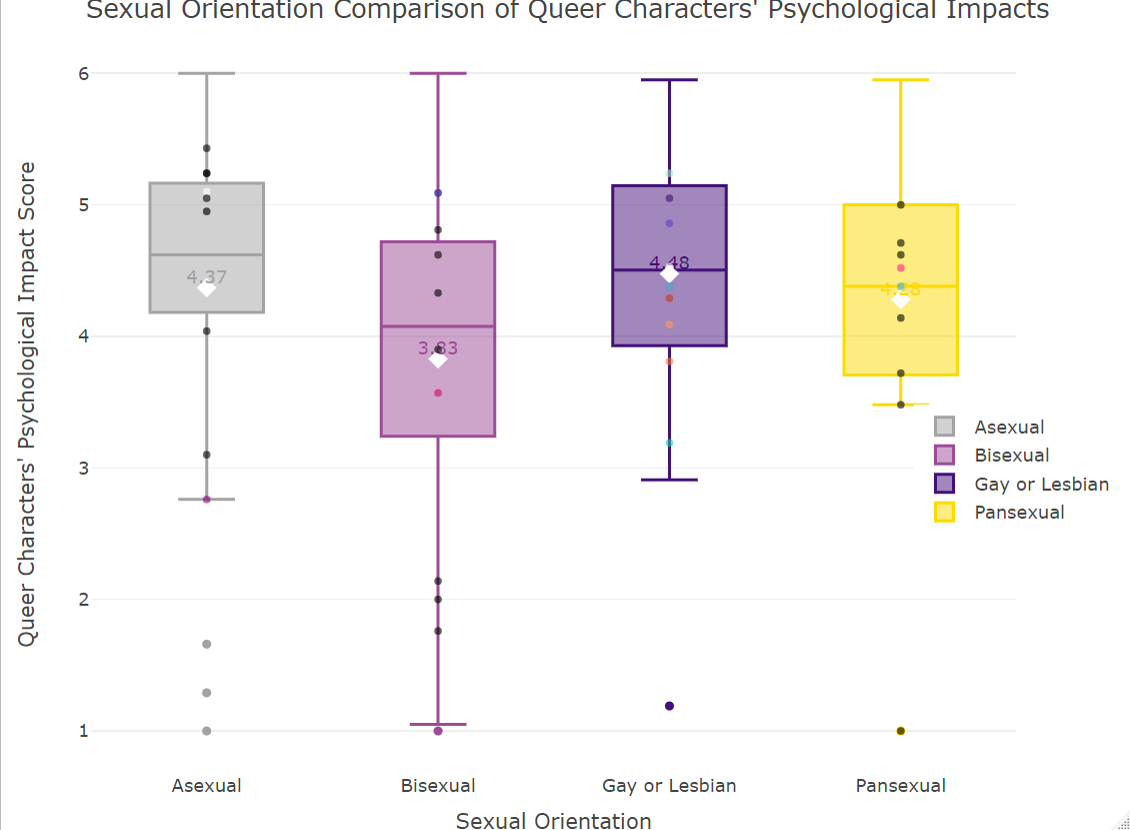 Sexual Orientation Comparison of Queer Characters' Psychological Impacts
Queer Characters' Psychological Impact Score
6
5
4
3
2
1
4.37
3.83
4.48
4.28
Asexual
Bisexual
Gay or Lesbian
Pansexual
Asexual
Bisexual
Gay or Lesbian
Pansexual
Sexual Orientation